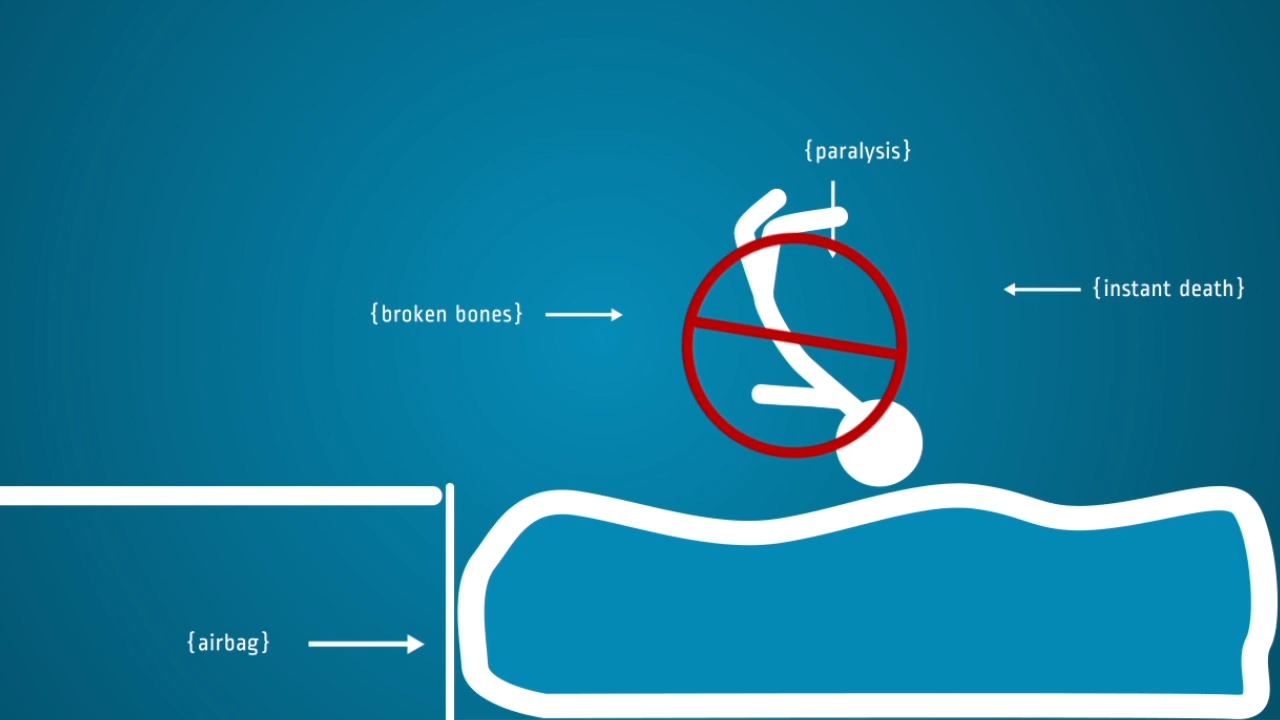 {paralysis}
{instant death}
{broken bones}
{airbag}